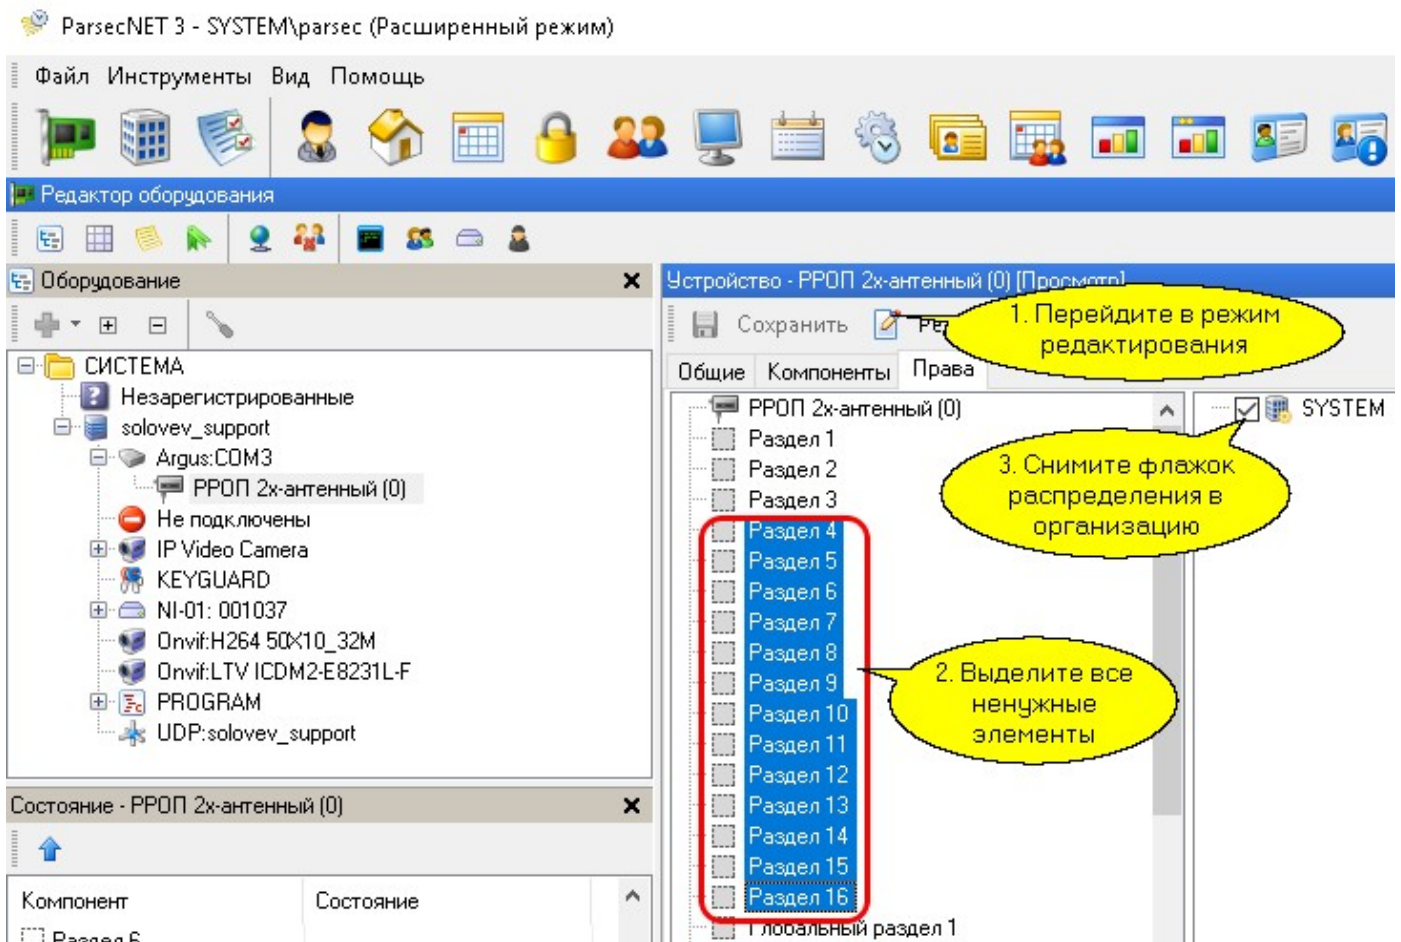 ParsecNET 3 - SYSTEM\parsec (Расширенный режим)
Файл Инструменты Вид Помощь
Редактор оборудования
Оборудование
СИСТЕМА
Незарегистрированные
solovev_support
Argus:COM3
РРОП 2х-антенный (0)
Не подключены
IP Video Camera
KEYGUARD
NI-01: 001037
Onvif:H264 50X10_32M
Onvif:LTV ICDM2-E8231L-F
PROGRAM
UDP:solovev_support
Состояние - РРОП 2х-антенный (0)
Компонент Состояние
Раздел 6
Устройство - РРОП 2х-антенный (0) [Просмотр]
Сохранить
1. Перейдите в режим
редактирования
Общие Компоненты Права
РРОП 2х-антенный (0)
Раздел 1
Раздел 2
Раздел 3
Раздел 4
Раздел 5
Раздел 6
Раздел 7
Раздел 8
Раздел 9
Раздел 10
Раздел 11
Раздел 12
Раздел 13
Раздел 14
Раздел 15
Раздел 16
Глобальный раздел 1
SYSTEM
3. Снимите флажок
распределения в
организацию
2. Выделите все
ненужные
элементы